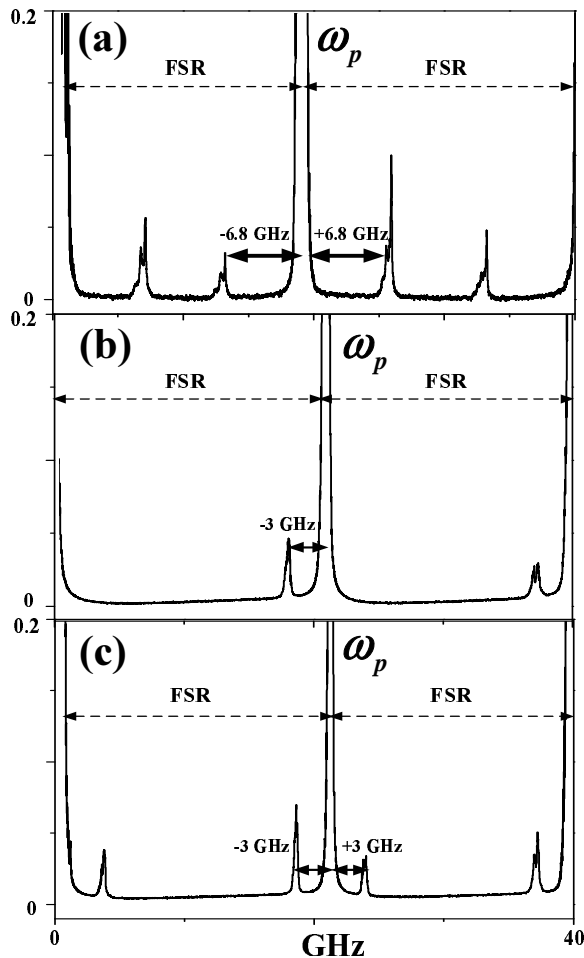 0.2
(a)
ωp
FSR
FSR
-6.8 GHz
+6.8 GHz
0
0.2
(b)
ωp
FSR
FSR
-3 GHz
0
0.2
(c)
ωp
FSR
FSR
-3 GHz
+3 GHz
0
0
GHz
40